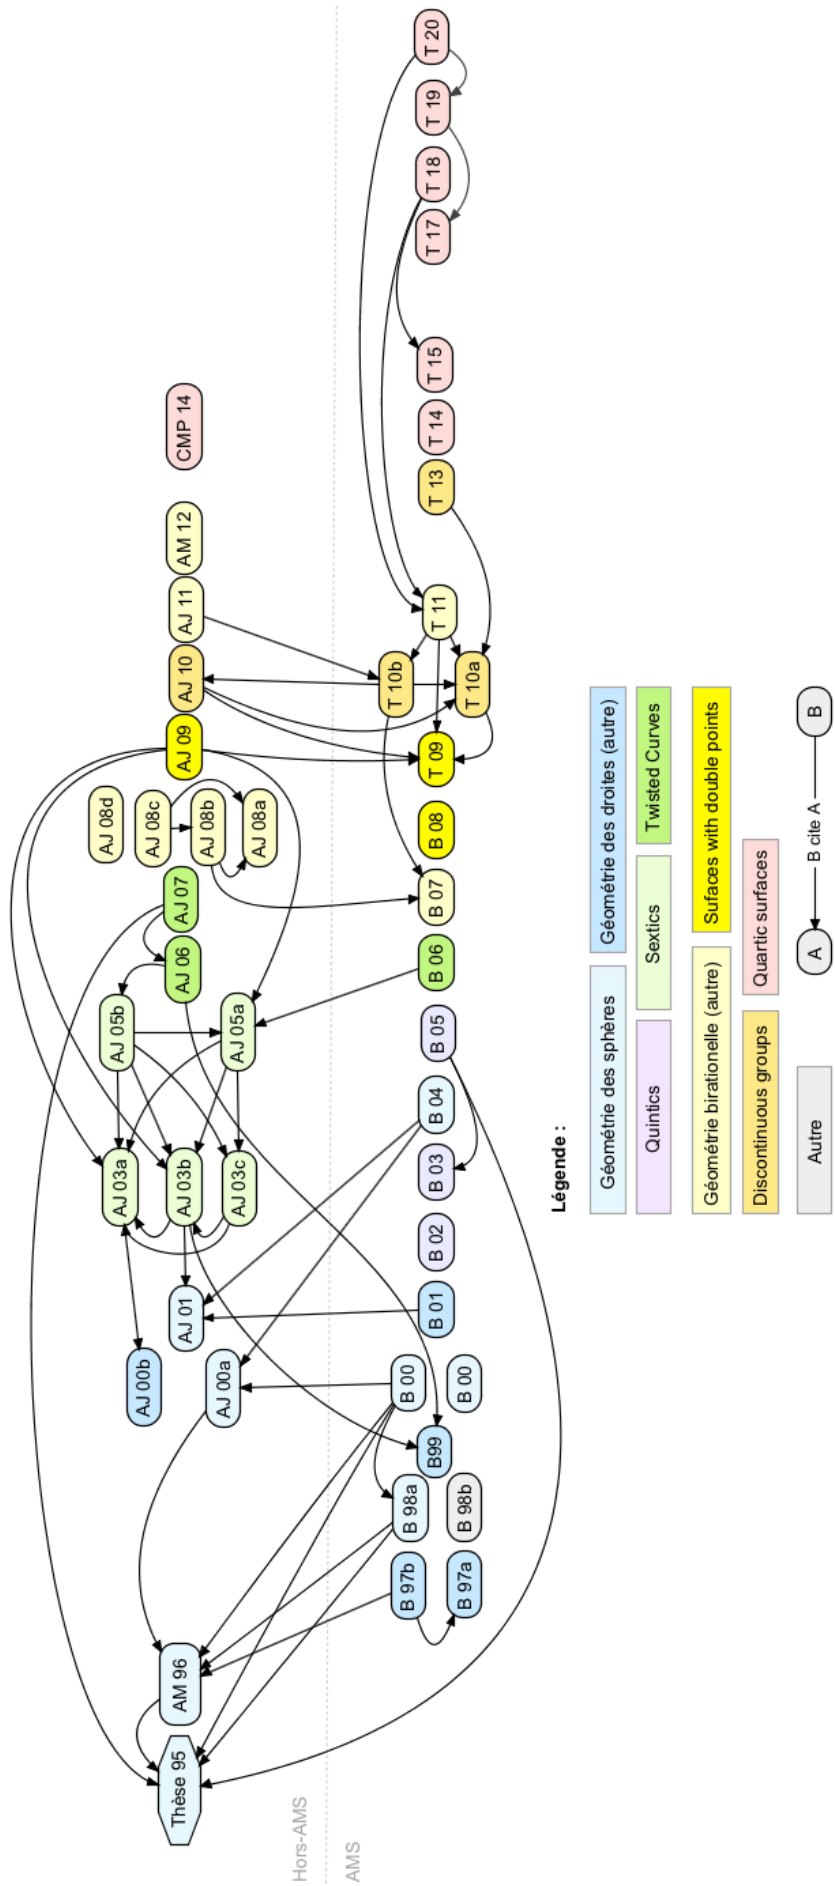 Thèse 95
AM 96
AJ 00b
AJ 00a
AJ 01
AJ 03a
AJ 03b
AJ 03c
AJ 05b
AJ 05a
AJ 06
AJ 07
AJ 08d
AJ 08c
AJ 08b
AJ 08a
AJ 09
AJ 10
AJ 11
AM 12
CMP 14
Hors-AMS
AMS
B 97b
B 97a
B 98a
B 98b
B99
B 00
B 00
B 01
B 02
B 03
B 04
B 05
B 06
B 07
B 08
T 09
T 10b
T 10a
T 11
T 13
T 14
T 15
T 17
T 18
T 19
T 20
Légende :
Géométrie des sphères
Géométrie des droites (autre)
Quintics
Sextics
Twisted Curves
Géométrie birationelle (autre)
Sufaces with double points
Discontinuous groups
Quartic surfaces
Autre
A
B cite A
B